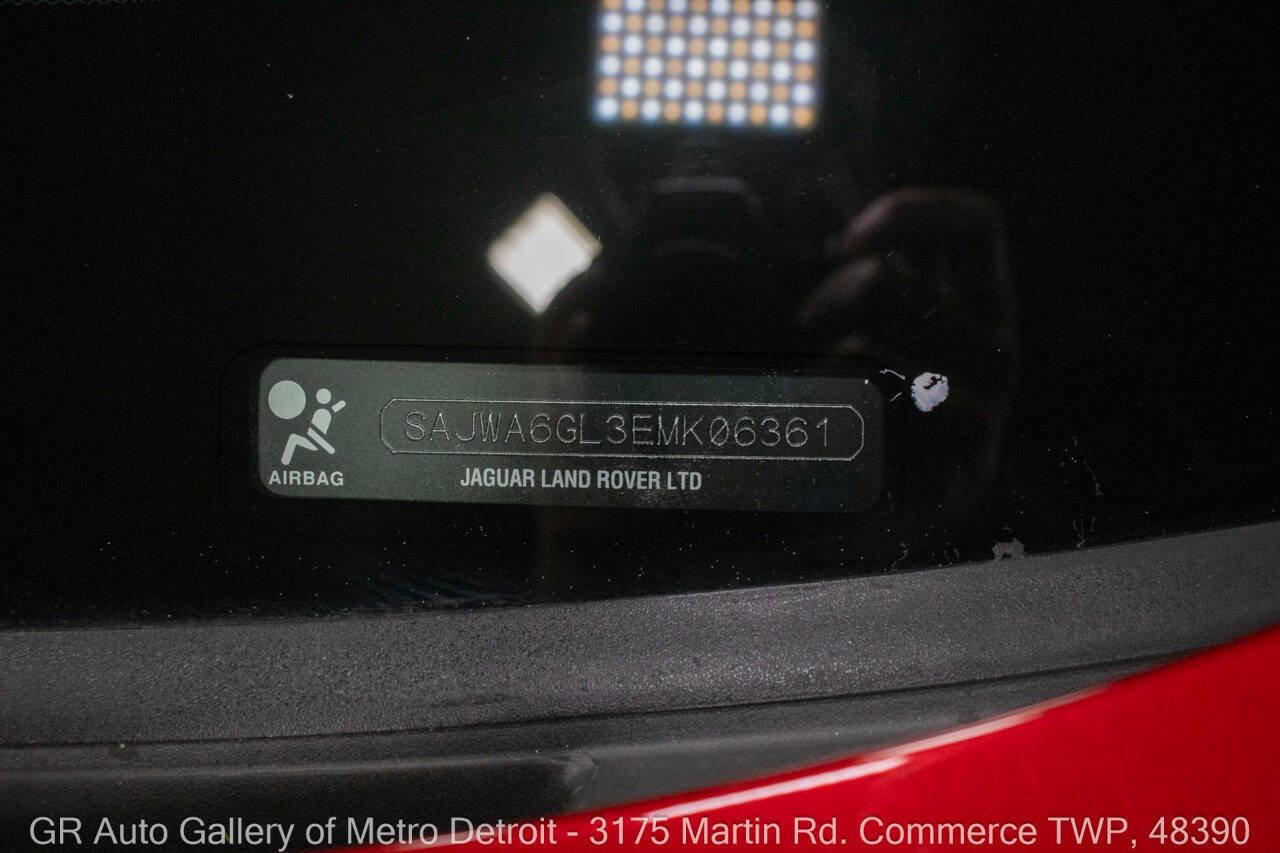 SAJWA6GL3EMK06361
AIRBAG
JAGUAR LAND ROVER LTD
GR Auto Gallery of Metro Detroit - 3175 Martin Rd. Commerce TWP, 48390